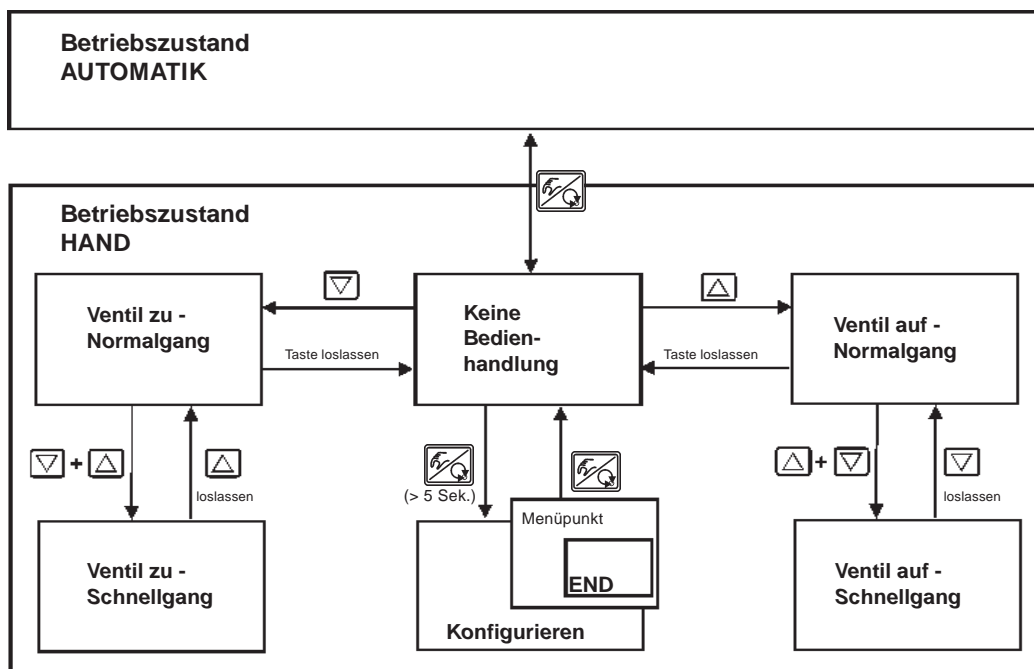 Betriebszustand
AUTOMATIK
Betriebszustand
HAND
Ventil zu -
Normalgang
Taste loslassen
Keine
Bedien-
handlung
Taste loslassen
Ventil auf -
Normalgang
+
loslassen
(> 5 Sek.)
+
loslassen
Ventil zu -
Schnellgang
Menüpunkt
END
Konfigurieren
Ventil auf -
Schnellgang